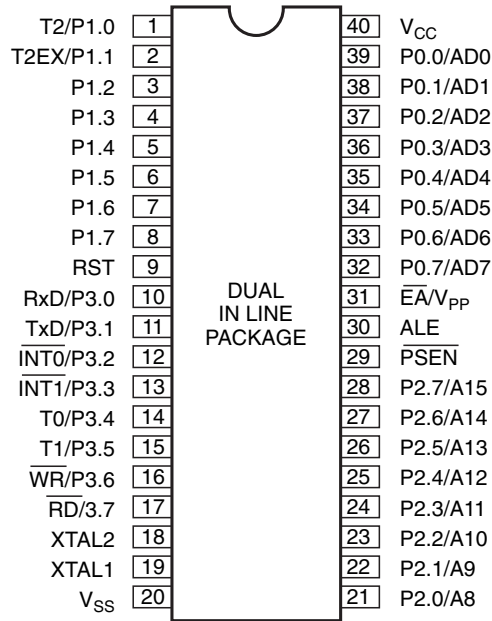 T2/P1.0 1 40 VCC
T2EX/P1.1 2 39 P0.0/AD0
P1.2 3 38 P0.1/AD1
P1.3 4 37 P0.2/AD2
P1.4 5 36 P0.3/AD3
P1.5 6 35 P0.4/AD4
P1.6 7 34 P0.5/AD5
P1.7 8 33 P0.6/AD6
RST 9 32 P0.7/AD7
RxD/P3.0 10 31 E̅A̅/VPP
TxD/P3.1 11 30 ALE
I̅N̅T̅0̅/P3.2 12 29 P̅S̅E̅N̅
I̅N̅T̅1̅/P3.3 13 28 P2.7/A15
T0/P3.4 14 27 P2.6/A14
T1/P3.5 15 26 P2.5/A13
W̅R̅/P3.6 16 25 P2.4/A12
R̅D̅/3.7 17 24 P2.3/A11
XTAL2 18 23 P2.2/A10
XTAL1 19 22 P2.1/A9
VSS 20 21 P2.0/A8
DUAL
IN LINE
PACKAGE